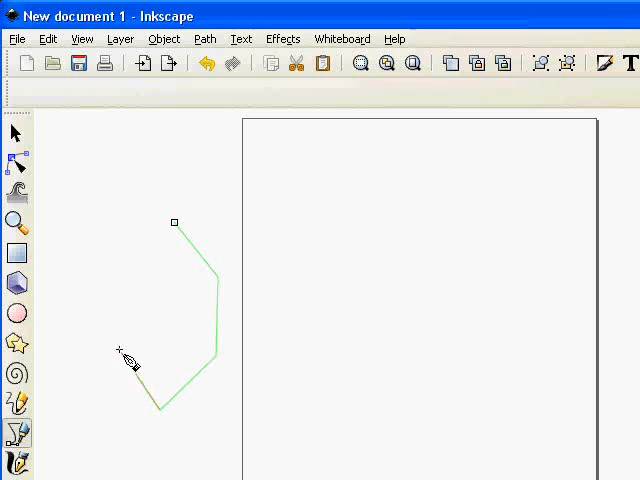 New document 1 - Inkscape
File Edit View Layer Object Path Text Effects Whiteboard Help
T